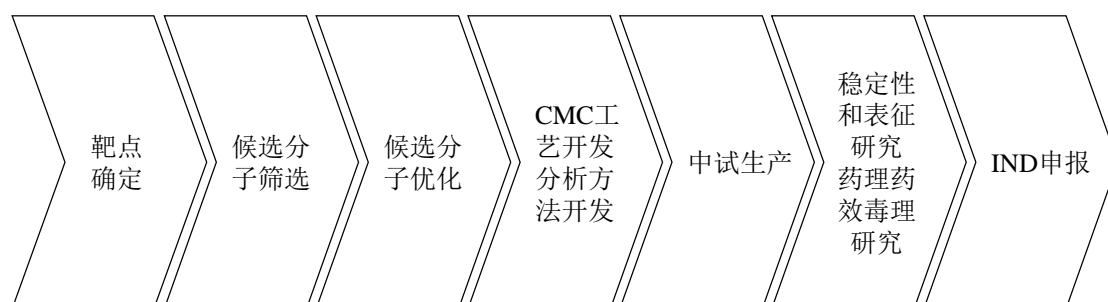 靶点
确定
候选分
子筛选
候选分
子优化
CMC工
艺开发
分析方
法开发
中试生产
稳定性
和表征
研究
药理药
效毒理
研究
IND申报